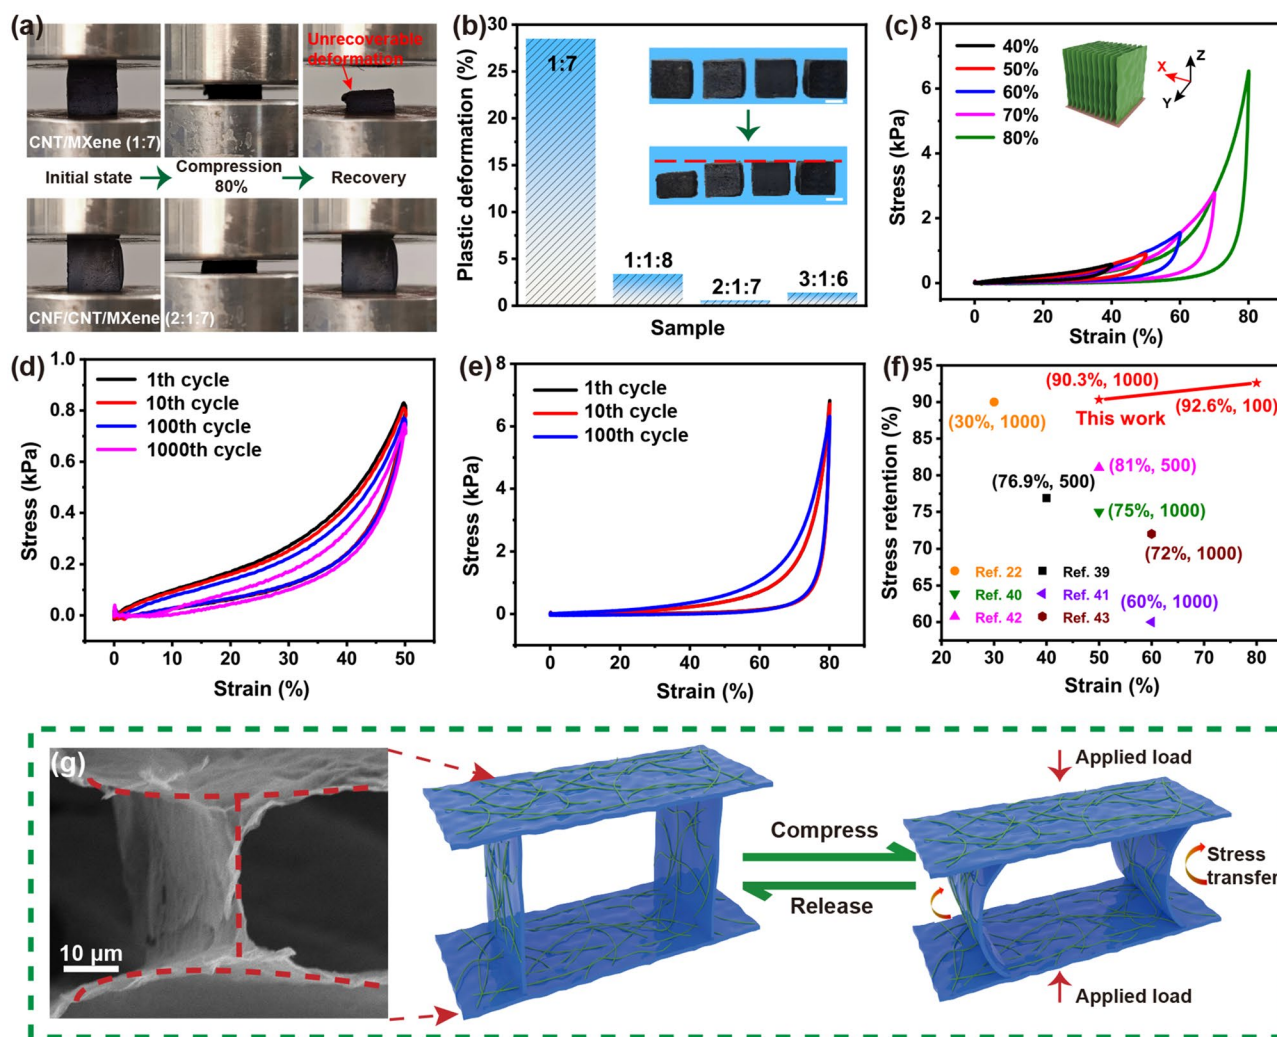 (a)
Unrecoverable
deformation
CNT/MXene (1:7)
Initial state
Compression
80%
Recovery
CNF/CNT/MXene (2:1:7)
(b)
Plastic deformation (%)
30
25
20
15
10
5
0
1:7
1:1:8
2:1:7
3:1:6
Sample
(c)
Stress (kPa)
8
6
4
2
0
40%
50%
60%
70%
80%
X
Y
Z
0 20 40 60 80
Strain (%)
(d)
Stress (kPa)
1.0
0.8
0.6
0.4
0.2
0.0
1th cycle
10th cycle
100th cycle
1000th cycle
0 10 20 30 40 50
Strain (%)
(e)
Stress (kPa)
8
6
4
2
0
1th cycle
10th cycle
100th cycle
0 20 40 60 80
Strain (%)
(f)
Stress retention (%)
95
90
85
80
75
70
65
60
(90.3%, 1000)
(30%, 1000)
This work
(92.6%, 100)
(76.9%, 500)
(81%, 500)
(75%, 1000)
(72%, 1000)
Ref. 22
Ref. 39
Ref. 40
Ref. 41
Ref. 42
Ref. 43
(60%, 1000)
20 30 40 50 60 70 80
Strain (%)
(g)
10 μm
Compress
Release
Applied load
Stress
transfer
Applied load